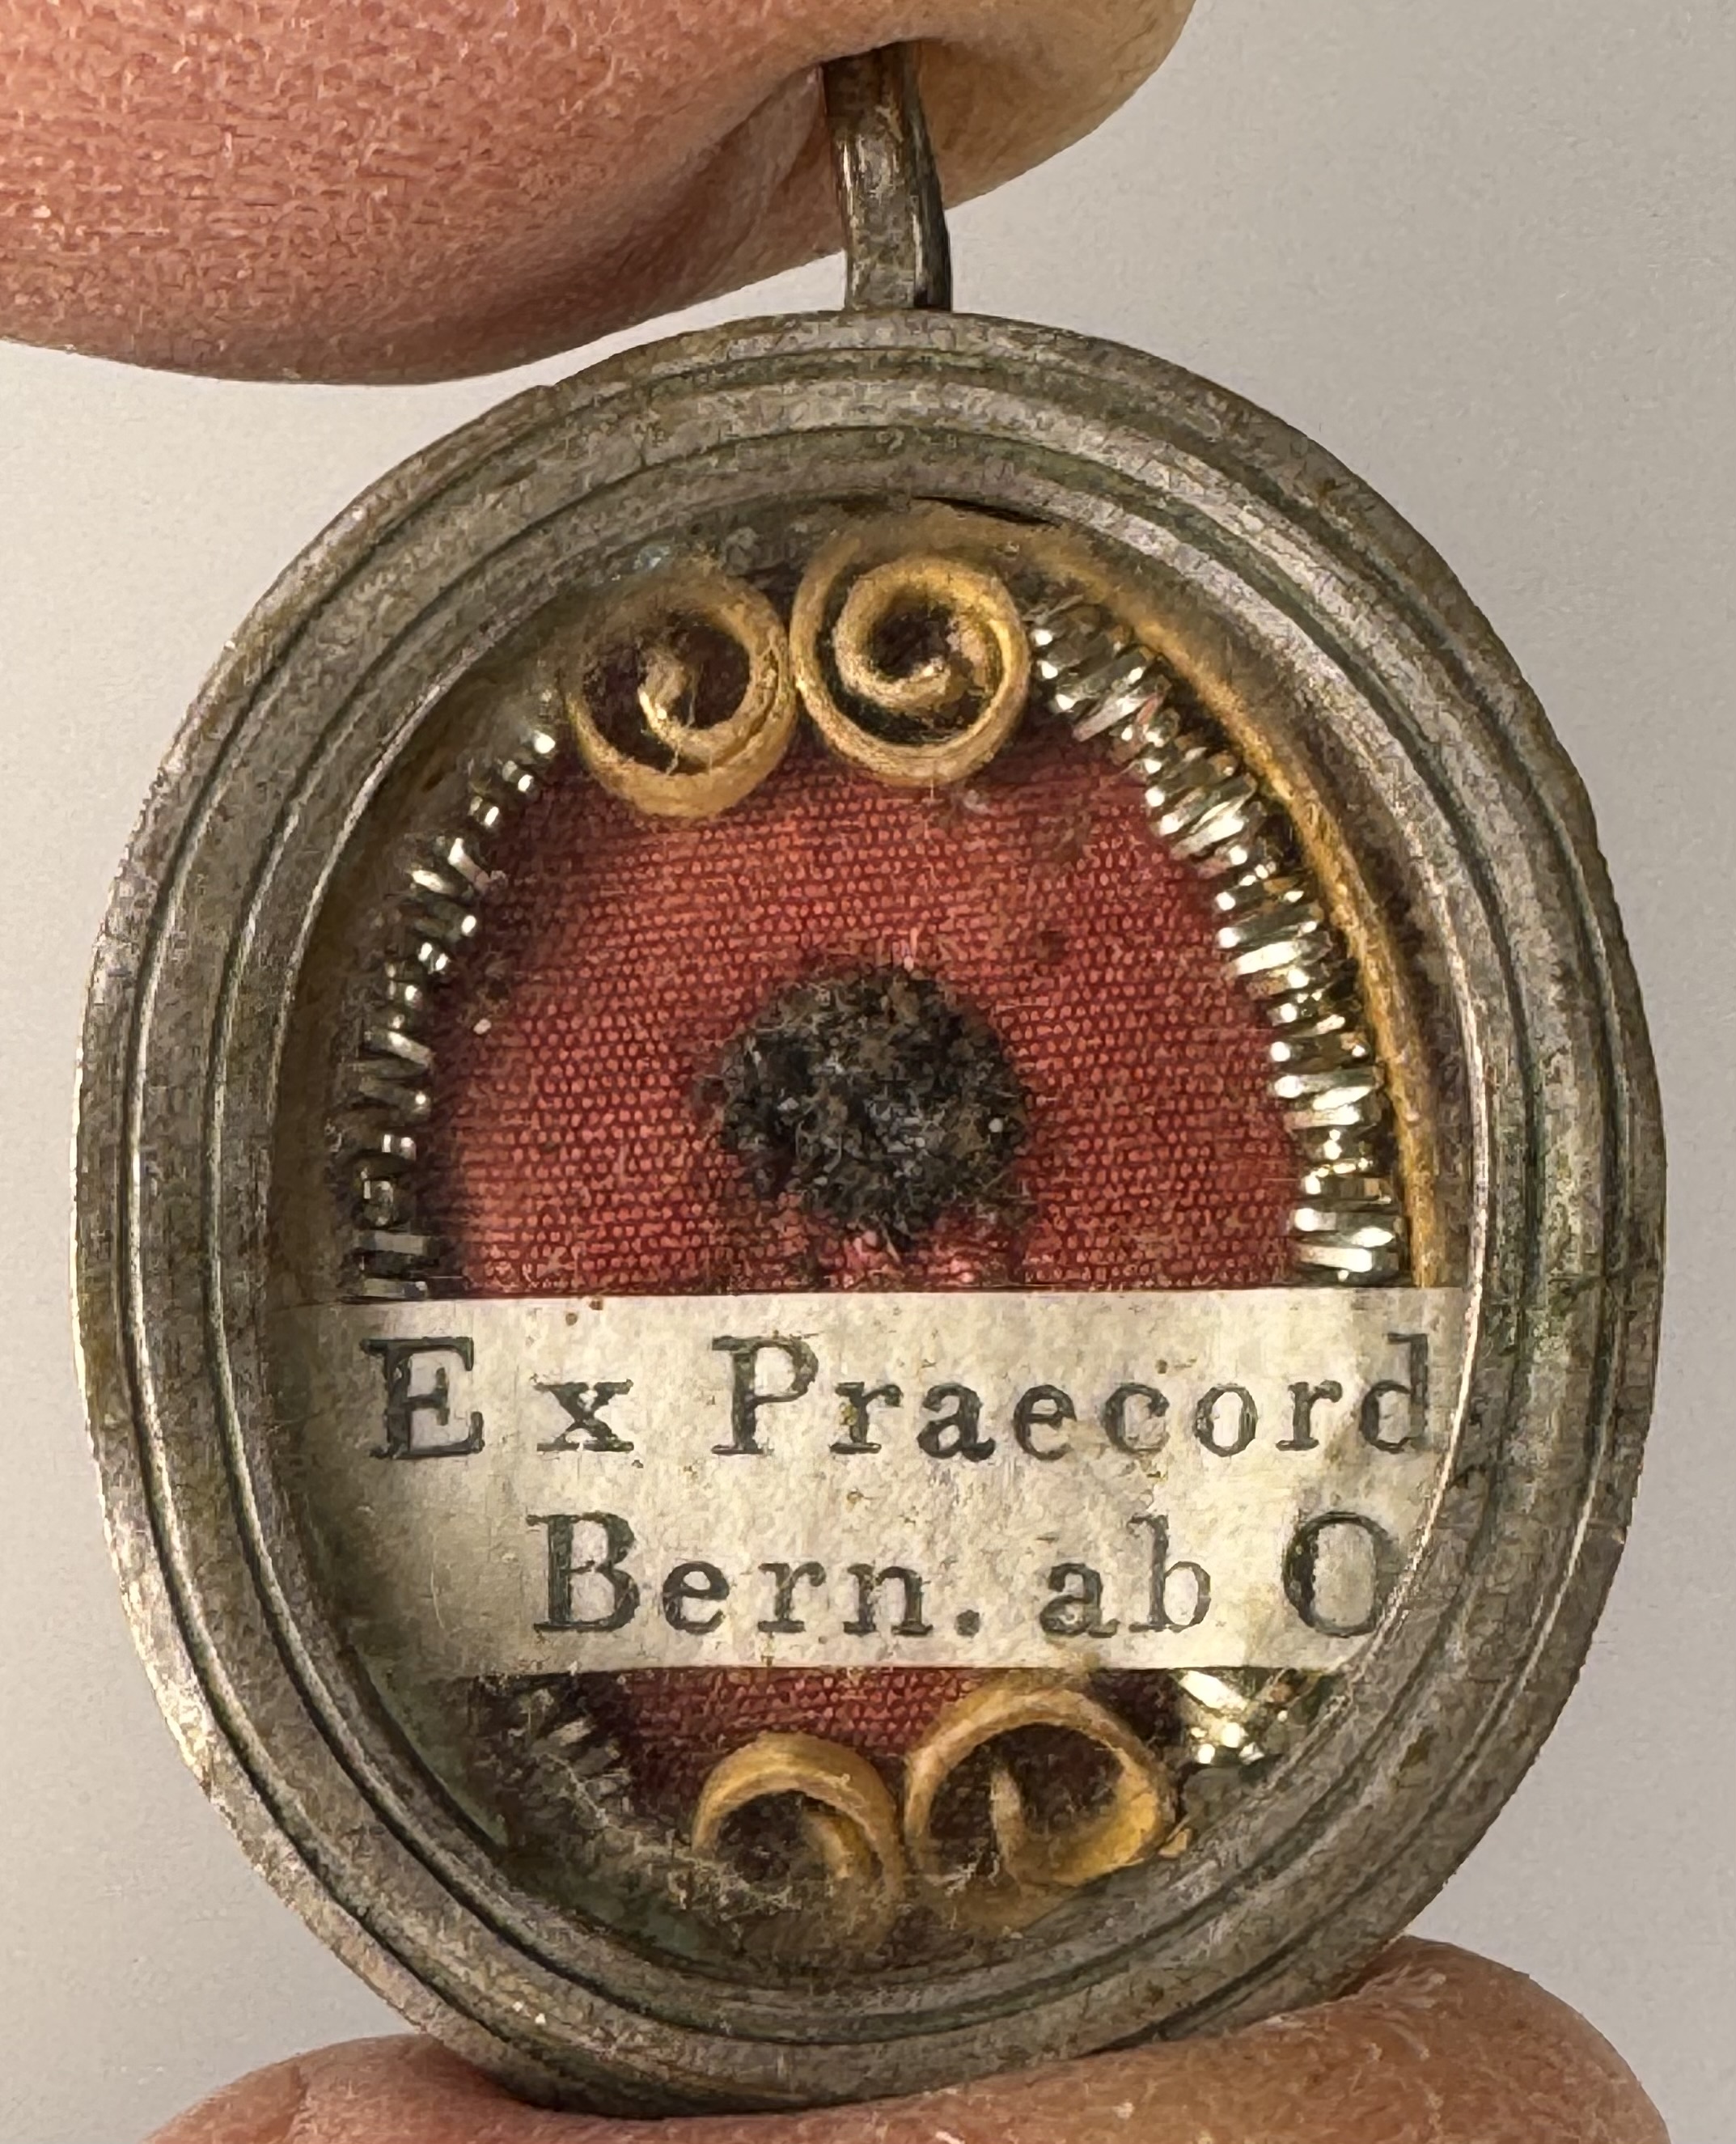 Ex Praecord
Bern. ab O